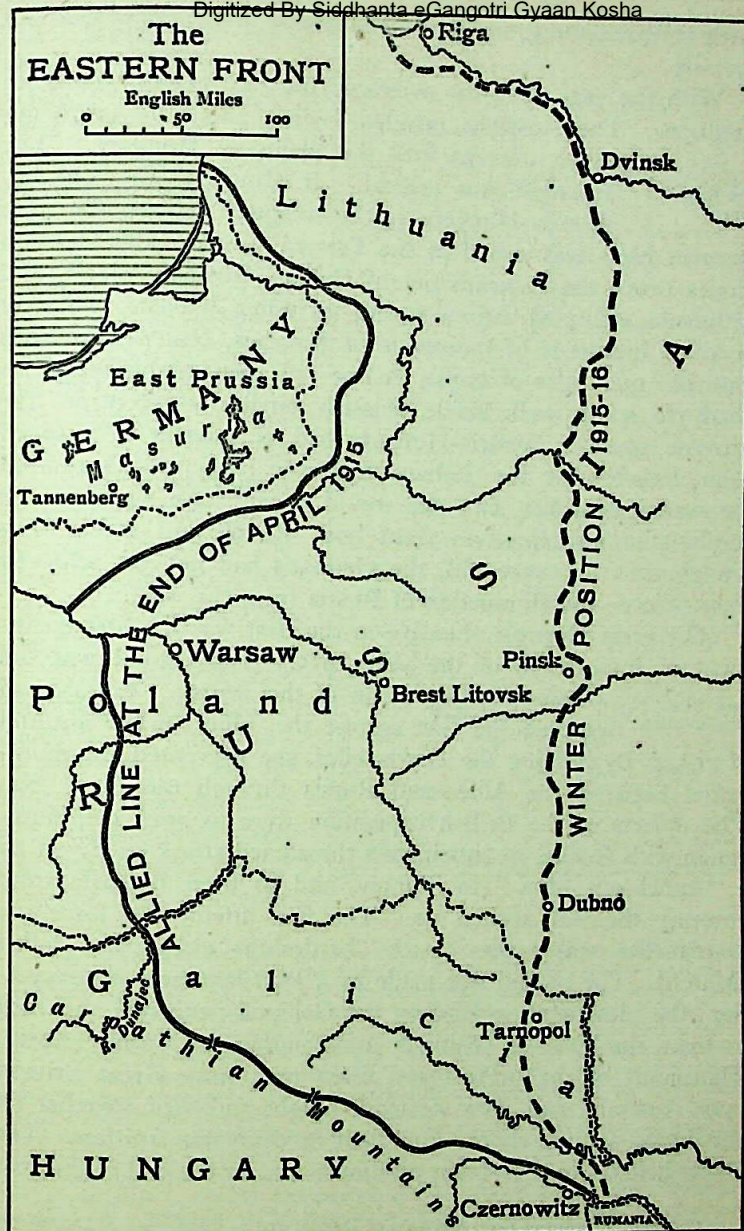 Digitized By Siddhanta eGangotri Gyaan Kosha
The
EASTERN FRONT
English Miles
0 50 100
Riga
Dvinsk
Lithuania
GERMANY
East Prussia
Masuria
Tannenberg
ALLIED LINE AT THE END OF APRIL 1915
WINTER POSITION 1915-16
RUSSIA
Warsaw
Poland
Pinsk
Brest Litovsk
Dubno
Galicia
R. Dunajec
Carpathian Mountains
Tarnopol
HUNGARY
Czernowitz
RUMANIA